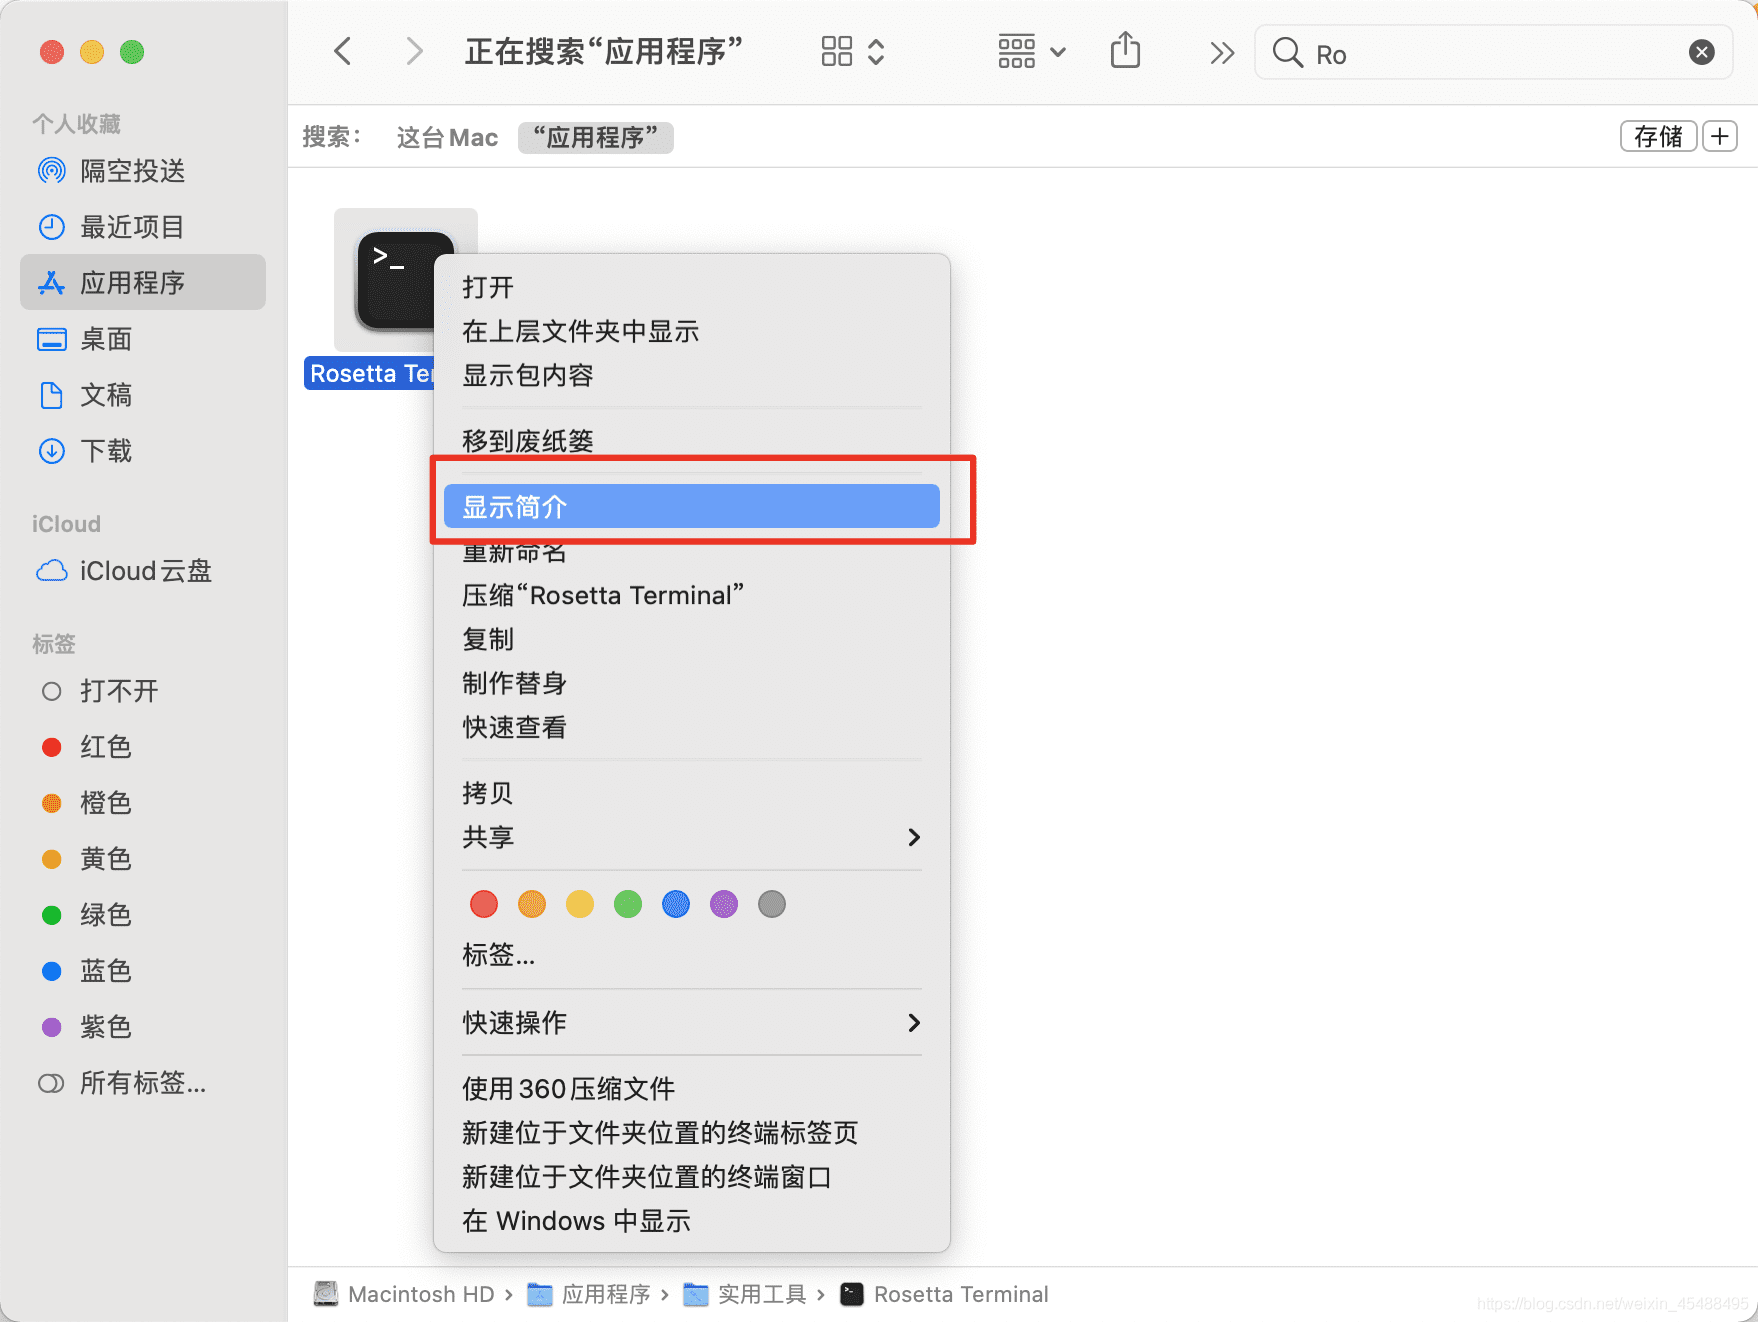 正在搜索“应用程序”
Ro
搜索：
这台 Mac
“应用程序”
存储
个人收藏
隔空投送
最近项目
应用程序
桌面
文稿
下载
iCloud
iCloud云盘
标签
打不开
红色
橙色
黄色
绿色
蓝色
紫色
所有标签...
>_
Rosetta Ter
打开
在上层文件夹中显示
显示包内容
移到废纸篓
显示简介
重新命名
压缩“Rosetta Terminal”
复制
制作替身
快速查看
拷贝
共享
标签...
快速操作
使用360压缩文件
新建位于文件夹位置的终端标签页
新建位于文件夹位置的终端窗口
在 Windows 中显示
Macintosh HD › 应用程序 › 实用工具 › Rosetta Terminal
https://blog.csdn.net/weixin_45488495